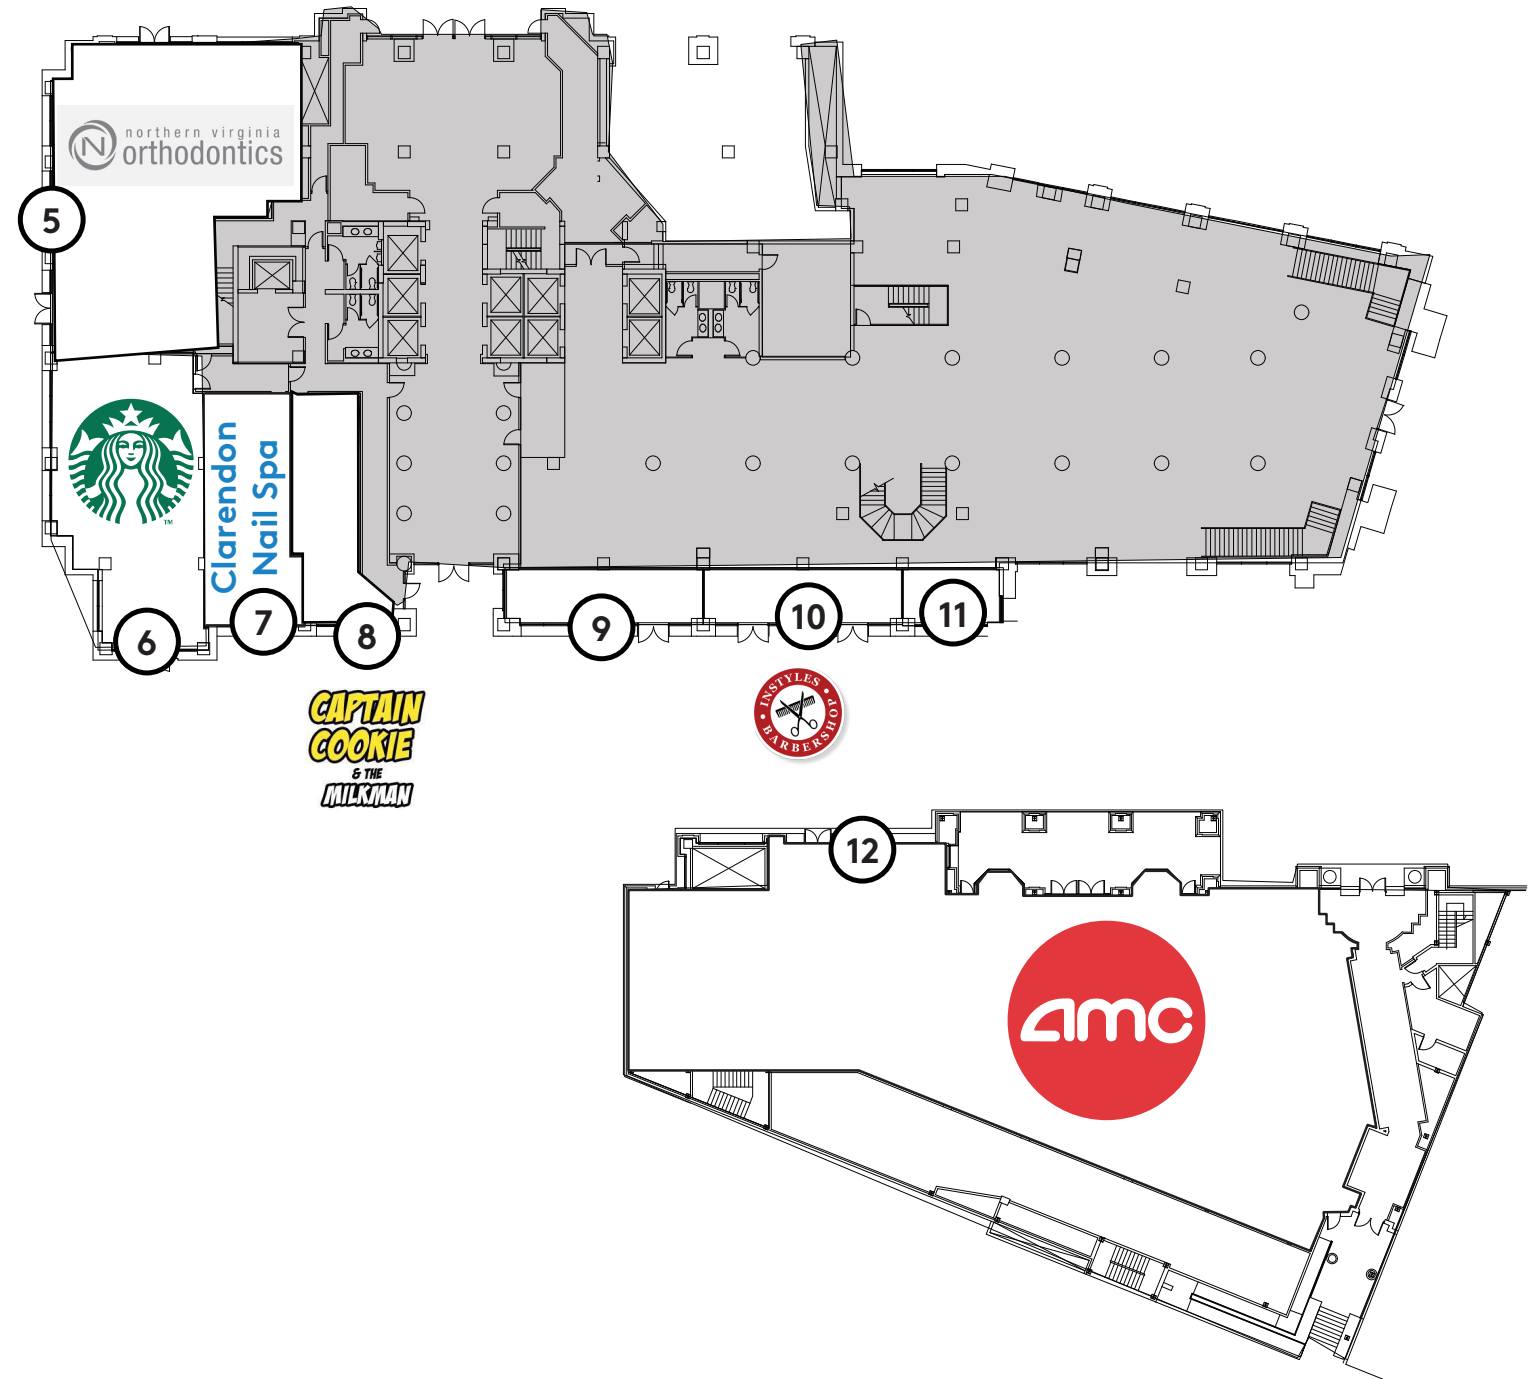 northern virginia
orthodontics
5
Clarendon
Nail Spa
TM
6
7
8
9
10
11
CAPTAIN
COOKIE
& THE
MILKMAN
INSTYLES
BARBERSHOP
12
amc